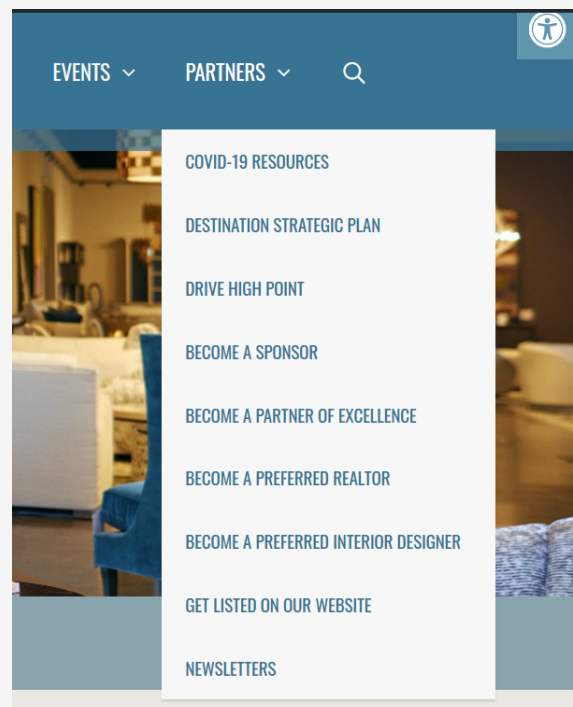 EVENTS PARTNERS
COVID-19 RESOURCES
DESTINATION STRATEGIC PLAN
DRIVE HIGH POINT
BECOME A SPONSOR
BECOME A PARTNER OF EXCELLENCE
BECOME A PREFERRED REALTOR
BECOME A PREFERRED INTERIOR DESIGNER
GET LISTED ON OUR WEBSITE
NEWSLETTERS